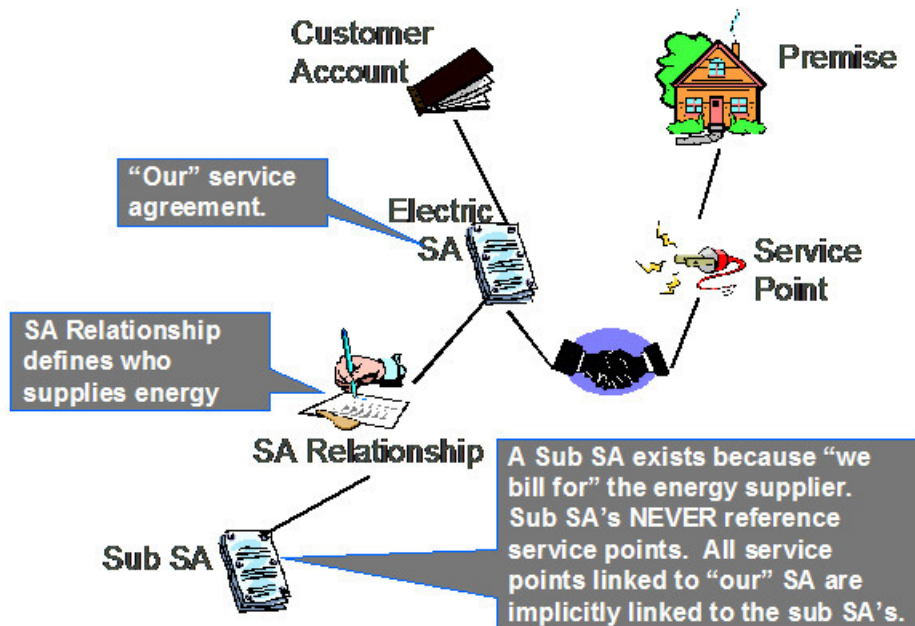 Customer
Account
Premise
“Our” service
agreement.
Electric
SA
Service
Point
SA Relationship
defines who
supplies energy
SA Relationship
A Sub SA exists because “we
bill for” the energy supplier.
Sub SA’s NEVER reference
service points. All service
points linked to “our” SA are
implicitly linked to the sub SA’s.
Sub SA